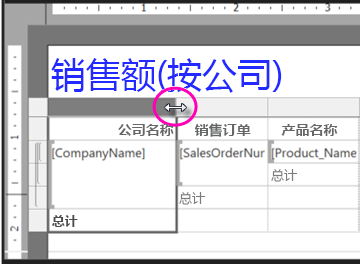 1 2 3
销售额(按公司)
公司名称 销售订单 产品名称
[CompanyName] [SalesOrderNur [Product_Name
总计
总计
总计
1
2